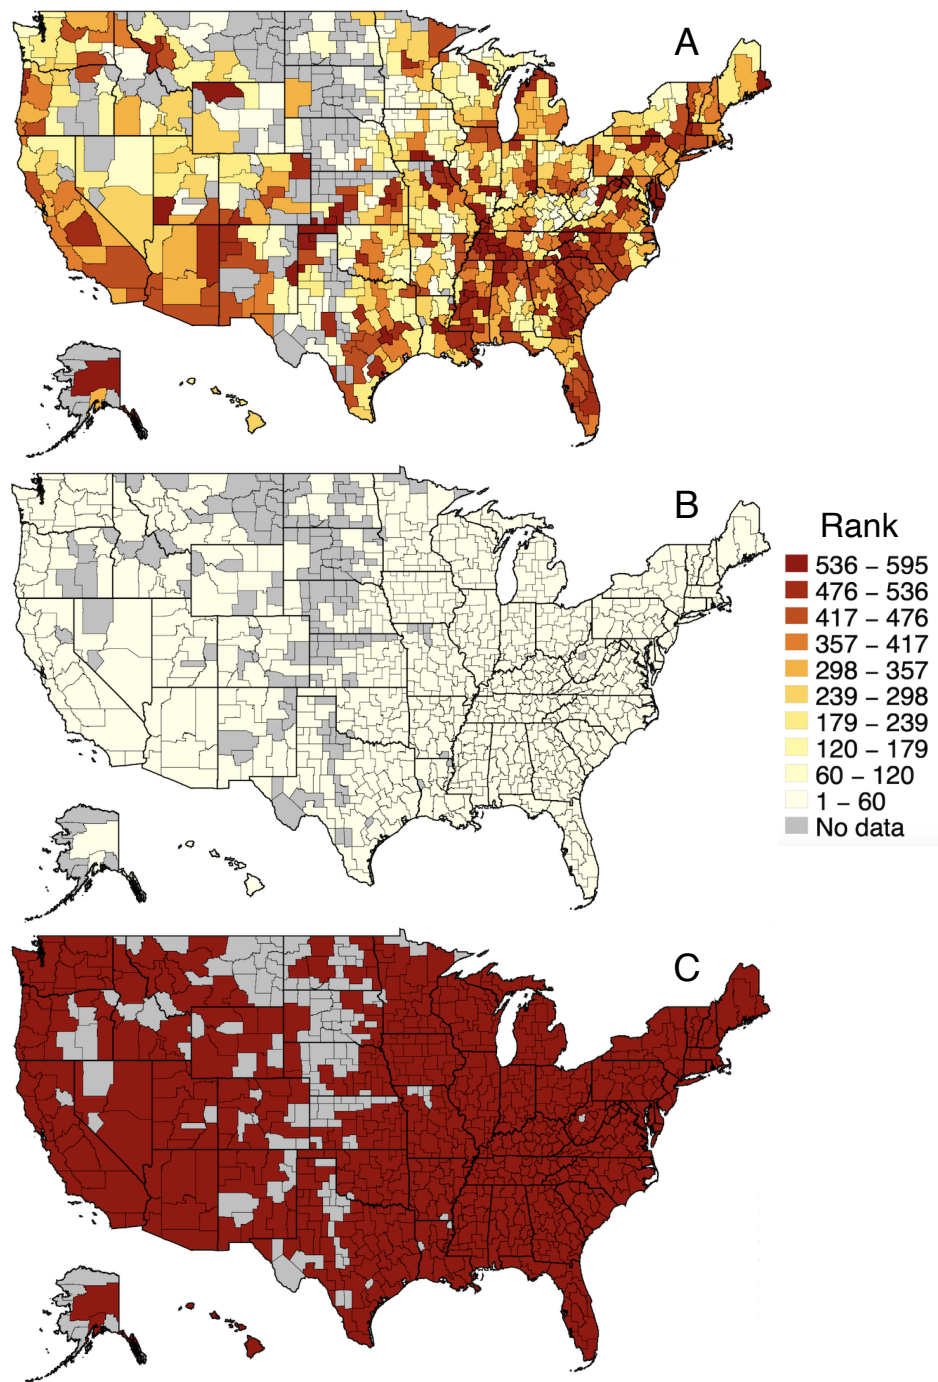 A
B
Rank
536 – 595
476 – 536
417 – 476
357 – 417
298 – 357
239 – 298
179 – 239
120 – 179
60 – 120
1 – 60
No data
C